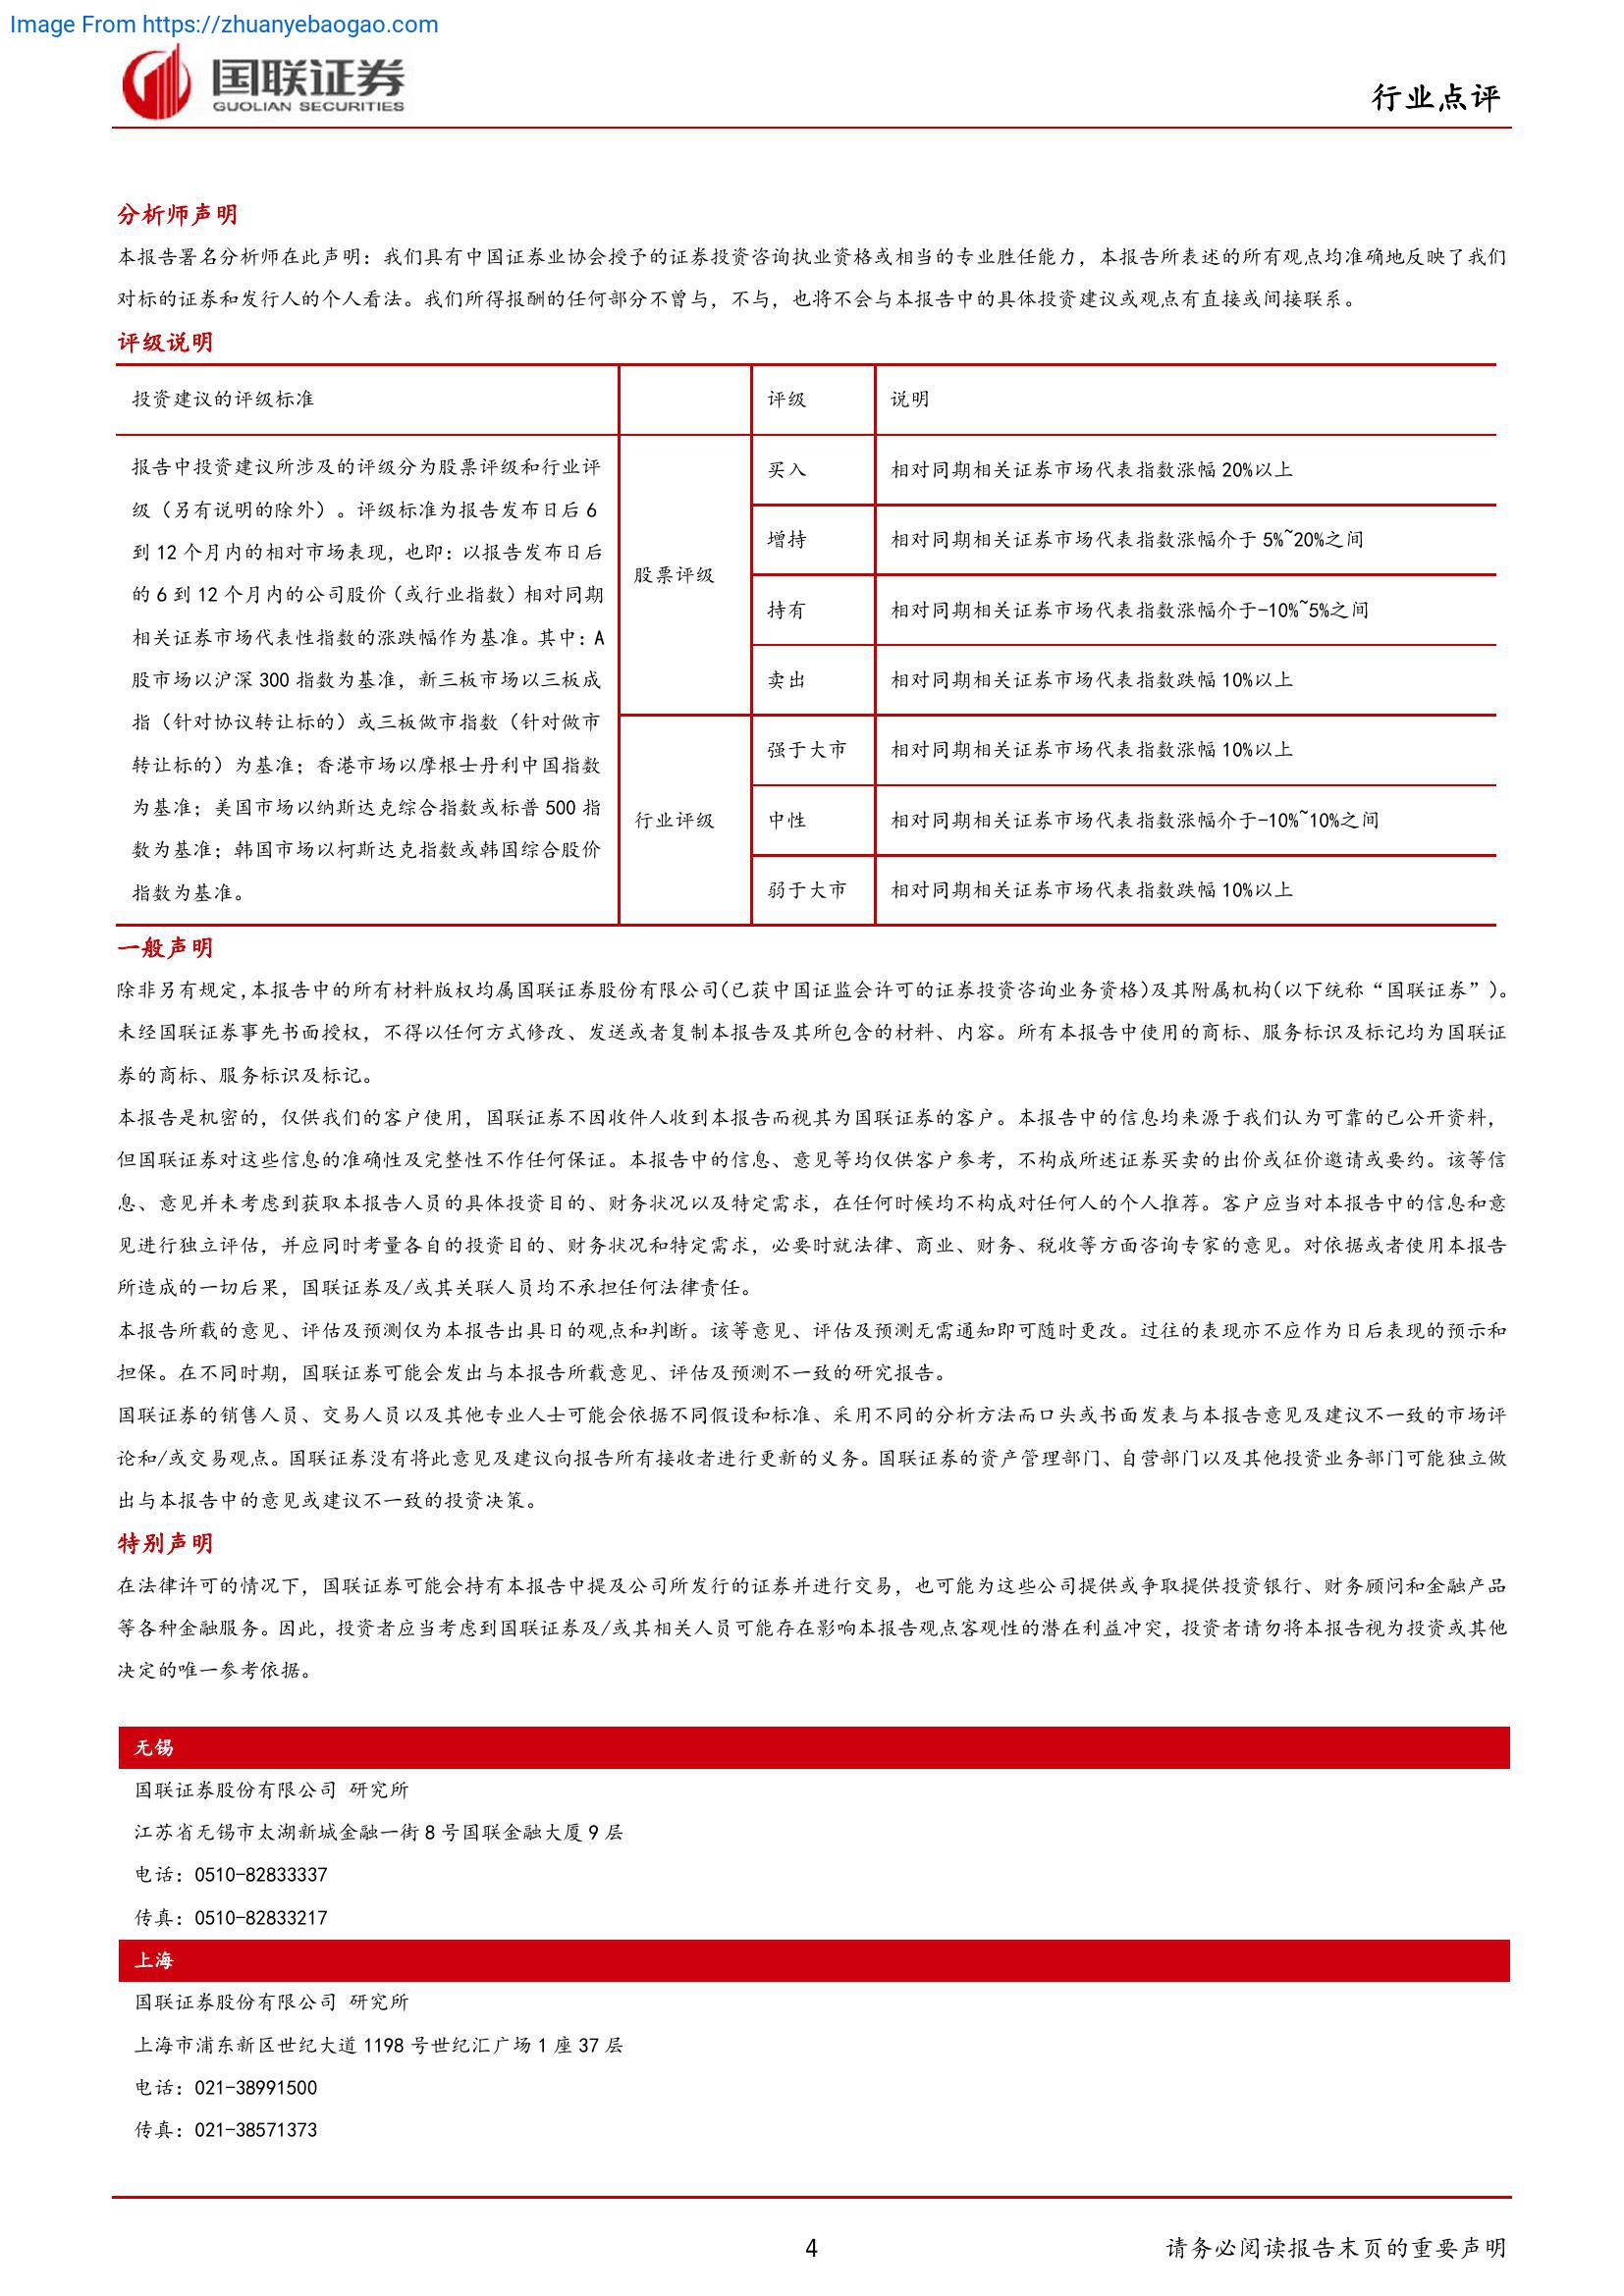 Image From https://zhuanyebaogao.com
国联证券
GUOLIAN SECURITIES
行业点评
分析师声明
本报告署名分析师在此声明：我们具有中国证券业协会授予的证券投资咨询执业资格或相当的专业胜任能力，本报告所表述的所有观点均准确地反映了我们
对标的证券和发行人的个人看法。我们所得报酬的任何部分不曾与，不与，也将不会与本报告中的具体投资建议或观点有直接或间接联系。
评级说明
投资建议的评级标准
评级
说明
报告中投资建议所涉及的评级分为股票评级和行业评
级（另有说明的除外）。评级标准为报告发布日后 6
到 12 个月内的相对市场表现，也即：以报告发布日后
的 6 到 12 个月内的公司股价（或行业指数）相对同期
相关证券市场代表性指数的涨跌幅作为基准。其中：A
股市场以沪深 300 指数为基准，新三板市场以三板成
指（针对协议转让标的）或三板做市指数（针对做市
转让标的）为基准；香港市场以摩根士丹利中国指数
为基准；美国市场以纳斯达克综合指数或标普 500 指
数为基准；韩国市场以柯斯达克指数或韩国综合股价
指数为基准。
股票评级
买入
相对同期相关证券市场代表指数涨幅 20%以上
增持
相对同期相关证券市场代表指数涨幅介于 5%~20%之间
持有
相对同期相关证券市场代表指数涨幅介于-10%~5%之间
卖出
相对同期相关证券市场代表指数跌幅 10%以上
行业评级
强于大市
相对同期相关证券市场代表指数涨幅 10%以上
中性
相对同期相关证券市场代表指数涨幅介于-10%~10%之间
弱于大市
相对同期相关证券市场代表指数跌幅 10%以上
一般声明
除非另有规定，本报告中的所有材料版权均属国联证券股份有限公司（已获中国证监会许可的证券投资咨询业务资格）及其附属机构（以下统称“国联证券”）。
未经国联证券事先书面授权，不得以任何方式修改、发送或者复制本报告及其所包含的材料、内容。所有本报告中使用的商标、服务标识及标记均为国联证
券的商标、服务标识及标记。
本报告是机密的，仅供我们的客户使用，国联证券不因收件人收到本报告而视其为国联证券的客户。本报告中的信息均来源于我们认为可靠的已公开资料，
但国联证券对这些信息的准确性及完整性不作任何保证。本报告中的信息、意见等均仅供客户参考，不构成所述证券买卖的出价或征价邀请或要约。该等信
息、意见并未考虑到获取本报告人员的具体投资目的、财务状况以及特定需求，在任何时候均不构成对任何人的个人推荐。客户应当对本报告中的信息和意
见进行独立评估，并应同时考量各自的投资目的、财务状况和特定需求，必要时就法律、商业、财务、税收等方面咨询专家的意见。对依据或者使用本报告
所造成的一切后果，国联证券及/或其关联人员均不承担任何法律责任。
本报告所载的意见、评估及预测仅为本报告出具日的观点和判断。该等意见、评估及预测无需通知即可随时更改。过往的表现亦不应作为日后表现的预示和
担保。在不同时期，国联证券可能会发出与本报告所载意见、评估及预测不一致的研究报告。
国联证券的销售人员、交易人员以及其他专业人士可能会依据不同假设和标准、采用不同的分析方法而口头或书面发表与本报告意见及建议不一致的市场评
论和/或交易观点。国联证券没有将此意见及建议向报告所有接收者进行更新的义务。国联证券的资产管理部门、自营部门以及其他投资业务部门可能独立做
出与本报告中的意见或建议不一致的投资决策。
特别声明
在法律许可的情况下，国联证券可能会持有本报告中提及公司所发行的证券并进行交易，也可能为这些公司提供或争取提供投资银行、财务顾问和金融产品
等各种金融服务。因此，投资者应当考虑到国联证券及/或其相关人员可能存在影响本报告观点客观性的潜在利益冲突，投资者请勿将本报告视为投资或其他
决定的唯一参考依据。
无锡
国联证券股份有限公司 研究所
江苏省无锡市太湖新城金融一街 8 号国联金融大厦 9 层
电话：0510-82833337
传真：0510-82833217
上海
国联证券股份有限公司 研究所
上海市浦东新区世纪大道 1198 号世纪汇广场 1 座 37 层
电话：021-38991500
传真：021-38571373
4
请务必阅读报告末页的重要声明